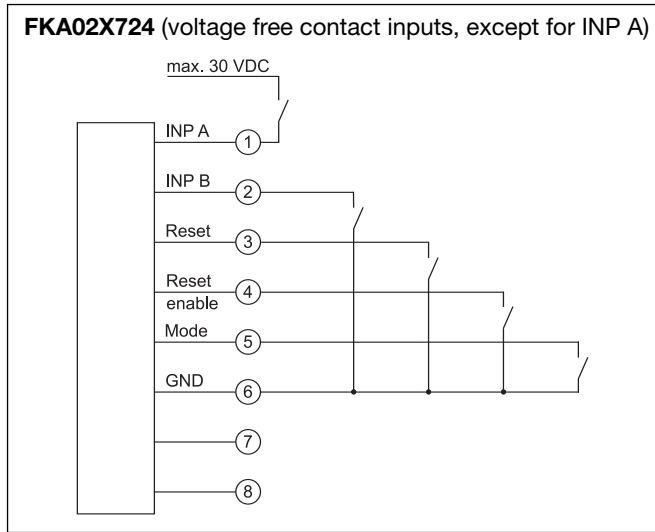 FKA02X724 (voltage free contact inputs, except for INP A)
max. 30 VDC
INP A 1
INP B 2
Reset 3
Reset enable 4
Mode 5
GND 6
7
8